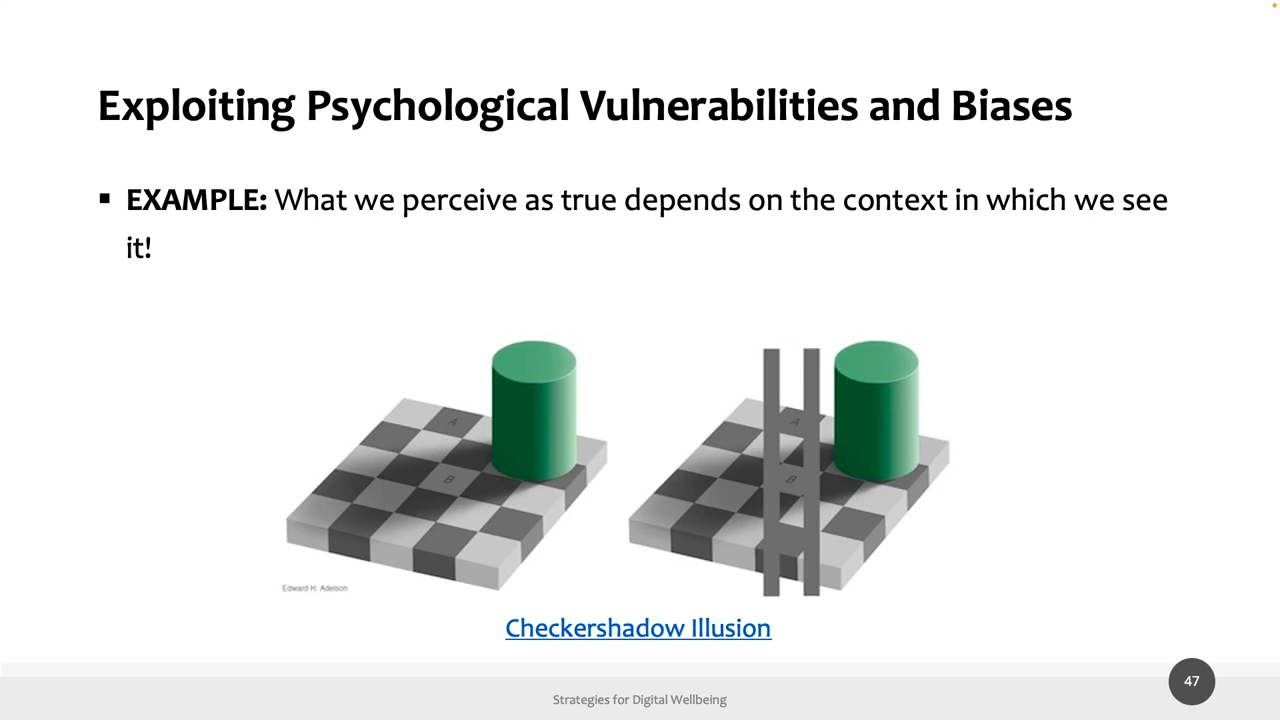 Exploiting Psychological Vulnerabilities and Biases
▪ EXAMPLE: What we perceive as true depends on the context in which we see
it!
A
B
A
B
Edward H. Adelson
Checkershadow Illusion
47
Strategies for Digital Wellbeing